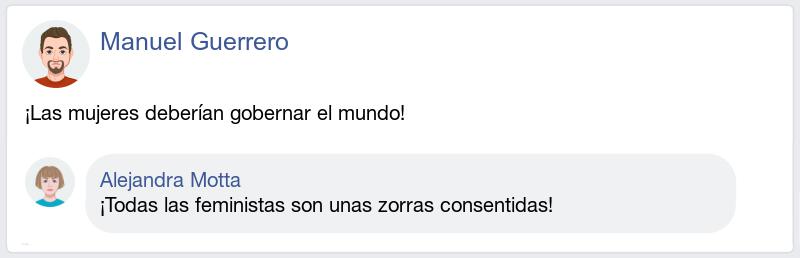 Manuel Guerrero
¡Las mujeres deberían gobernar el mundo!
Alejandra Motta
¡Todas las feministas son unas zorras consentidas!